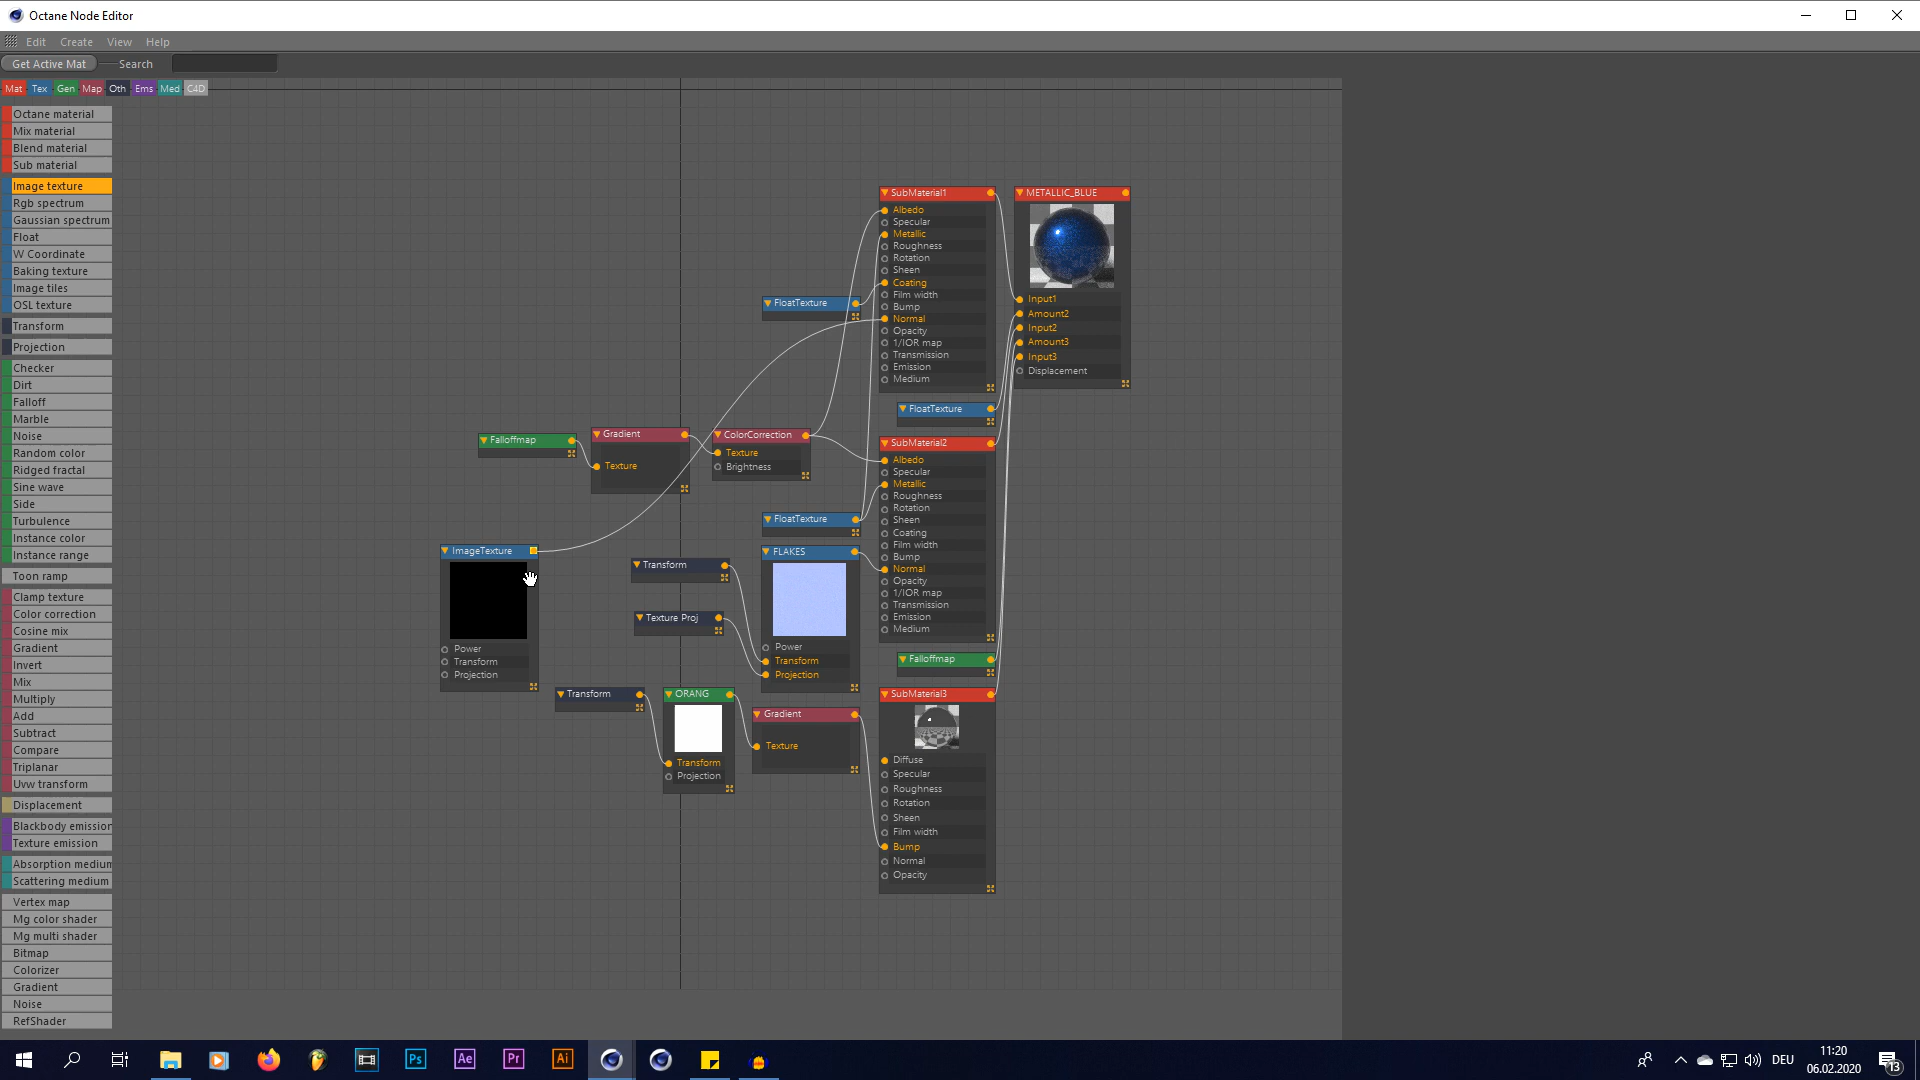 Octane Node Editor
Edit Create View Help
Get Active Mat Search
Mat Tex Gen Map Oth Ems Med C4D
Octane material
Mix material
Blend material
Sub material
Image texture
Rgb spectrum
Gaussian spectrum
Float
W Coordinate
Baking texture
Image tiles
OSL texture
Transform
Projection
Checker
Dirt
Falloff
Marble
Noise
Random color
Ridged fractal
Sine wave
Side
Turbulence
Instance color
Instance range
Toon ramp
Clamp texture
Color correction
Cosine mix
Gradient
Invert
Mix
Multiply
Add
Subtract
Compare
Triplanar
Uvw transform
Displacement
Blackbody emission
Texture emission
Absorption medium
Scattering medium
Vertex map
Mg color shader
Mg multi shader
Bitmap
Colorizer
Gradient
Noise
RefShader
Falloffmap
Gradient
Texture
ColorCorrection
Texture
Brightness
ImageTexture
Power
Transform
Projection
Transform
Texture Proj
Transform
ORANG
Transform
Projection
Gradient
Texture
FloatTexture
FloatTexture
FLAKES
Power
Transform
Projection
SubMaterial1
Albedo
Specular
Metallic
Roughness
Rotation
Sheen
Coating
Film width
Bump
Normal
Opacity
1/IOR map
Transmission
Emission
Medium
FloatTexture
SubMaterial2
Albedo
Specular
Metallic
Roughness
Rotation
Sheen
Coating
Film width
Bump
Normal
Opacity
1/IOR map
Transmission
Emission
Medium
Falloffmap
SubMaterial3
Diffuse
Specular
Roughness
Rotation
Sheen
Film width
Bump
Normal
Opacity
METALLIC_BLUE
Input1
Amount2
Input2
Amount3
Input3
Displacement
Ps Ae Pr Ai
DEU
11:20
06.02.2020
13